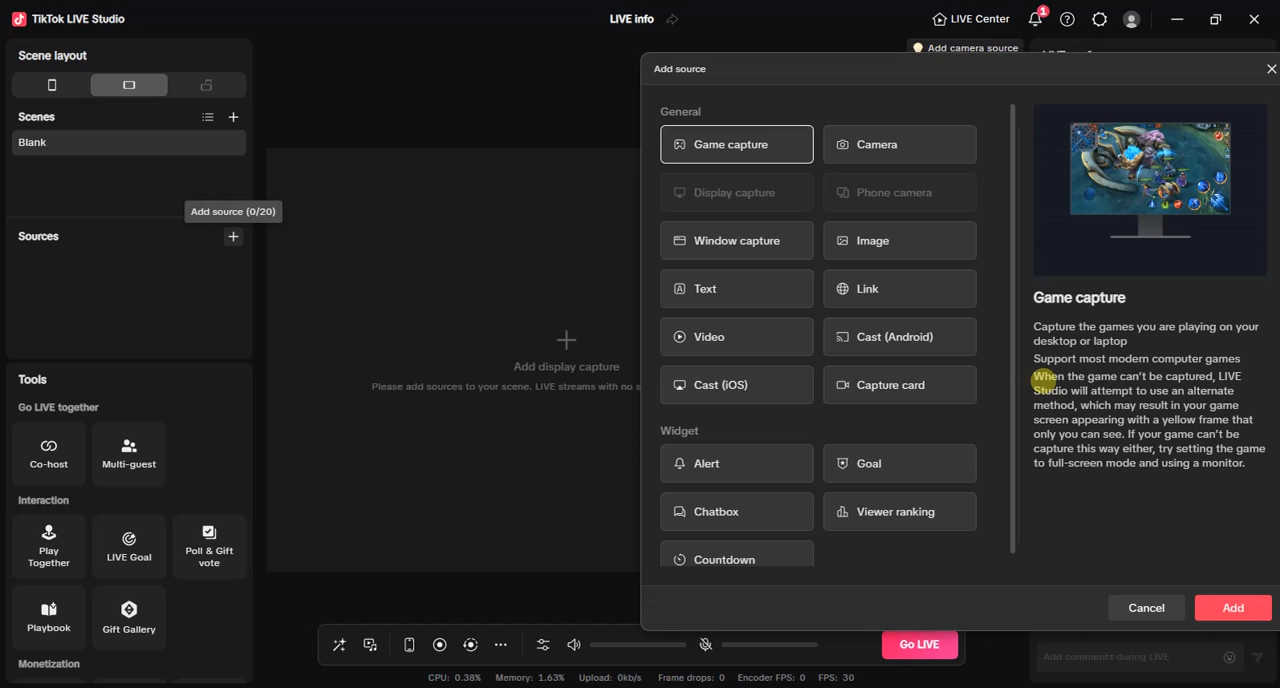 TikTok LIVE Studio
LIVE info
LIVE Center
1
Add camera source
Scene layout
Scenes
Blank
Add source (0/20)
Sources
Add display capture
Please add sources to your scene. LIVE streams with no s
Tools
Go LIVE together
Co-host
Multi-guest
Interaction
Play
Together
LIVE Goal
Poll & Gift
vote
Playbook
Gift Gallery
Monetization
Add source
General
Game capture
Camera
Display capture
Phone camera
Window capture
Image
Text
Link
Video
Cast (Android)
Cast (iOS)
Capture card
Widget
Alert
Goal
Chatbox
Viewer ranking
Countdown
Game capture
Capture the games you are playing on your
desktop or laptop
Support most modern computer games
When the game can't be captured, LIVE
Studio will attempt to use an alternate
method, which may result in your game
screen appearing with a yellow frame that
only you can see. If your game can't be
capture this way either, try setting the game
to full-screen mode and using a monitor.
Cancel
Add
Go LIVE
Add comments during LIVE
CPU: 0.38%
Memory: 1.63%
Upload: 0kb/s
Frame drops: 0
Encoder FPS: 0
FPS: 30